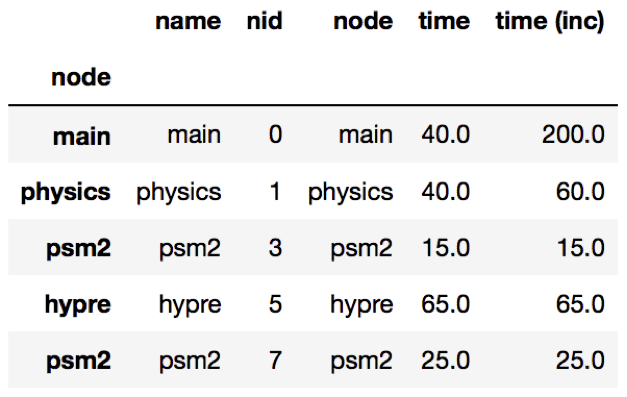 name nid node time time (inc)
node
main main 0 main 40.0 200.0
physics physics 1 physics 40.0 60.0
psm2 psm2 3 psm2 15.0 15.0
hypre hypre 5 hypre 65.0 65.0
psm2 psm2 7 psm2 25.0 25.0